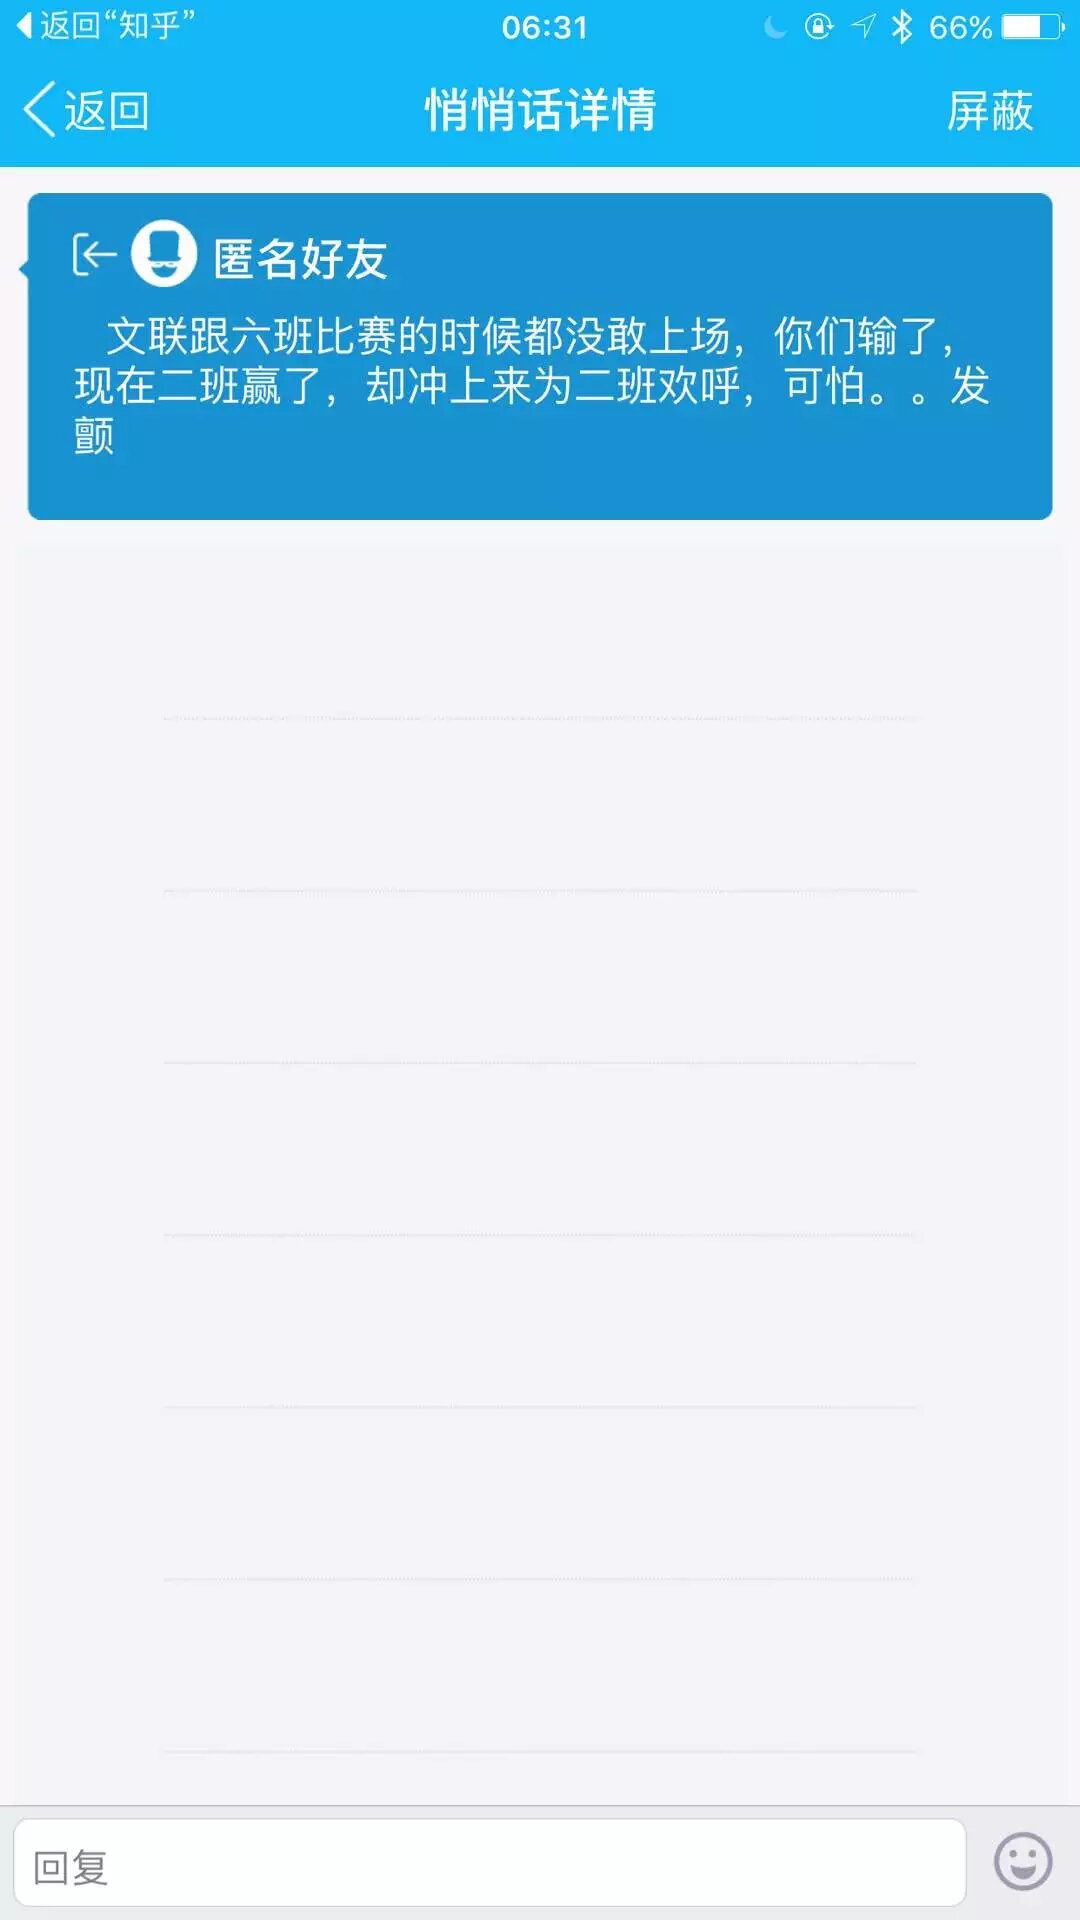 返回“知乎”
06:31
66%
返回
悄悄话详情
屏蔽
匿名好友
文联跟六班比赛的时候都没敢上场，你们输了，
现在二班赢了，却冲上来为二班欢呼，可怕。。发
颤
回复